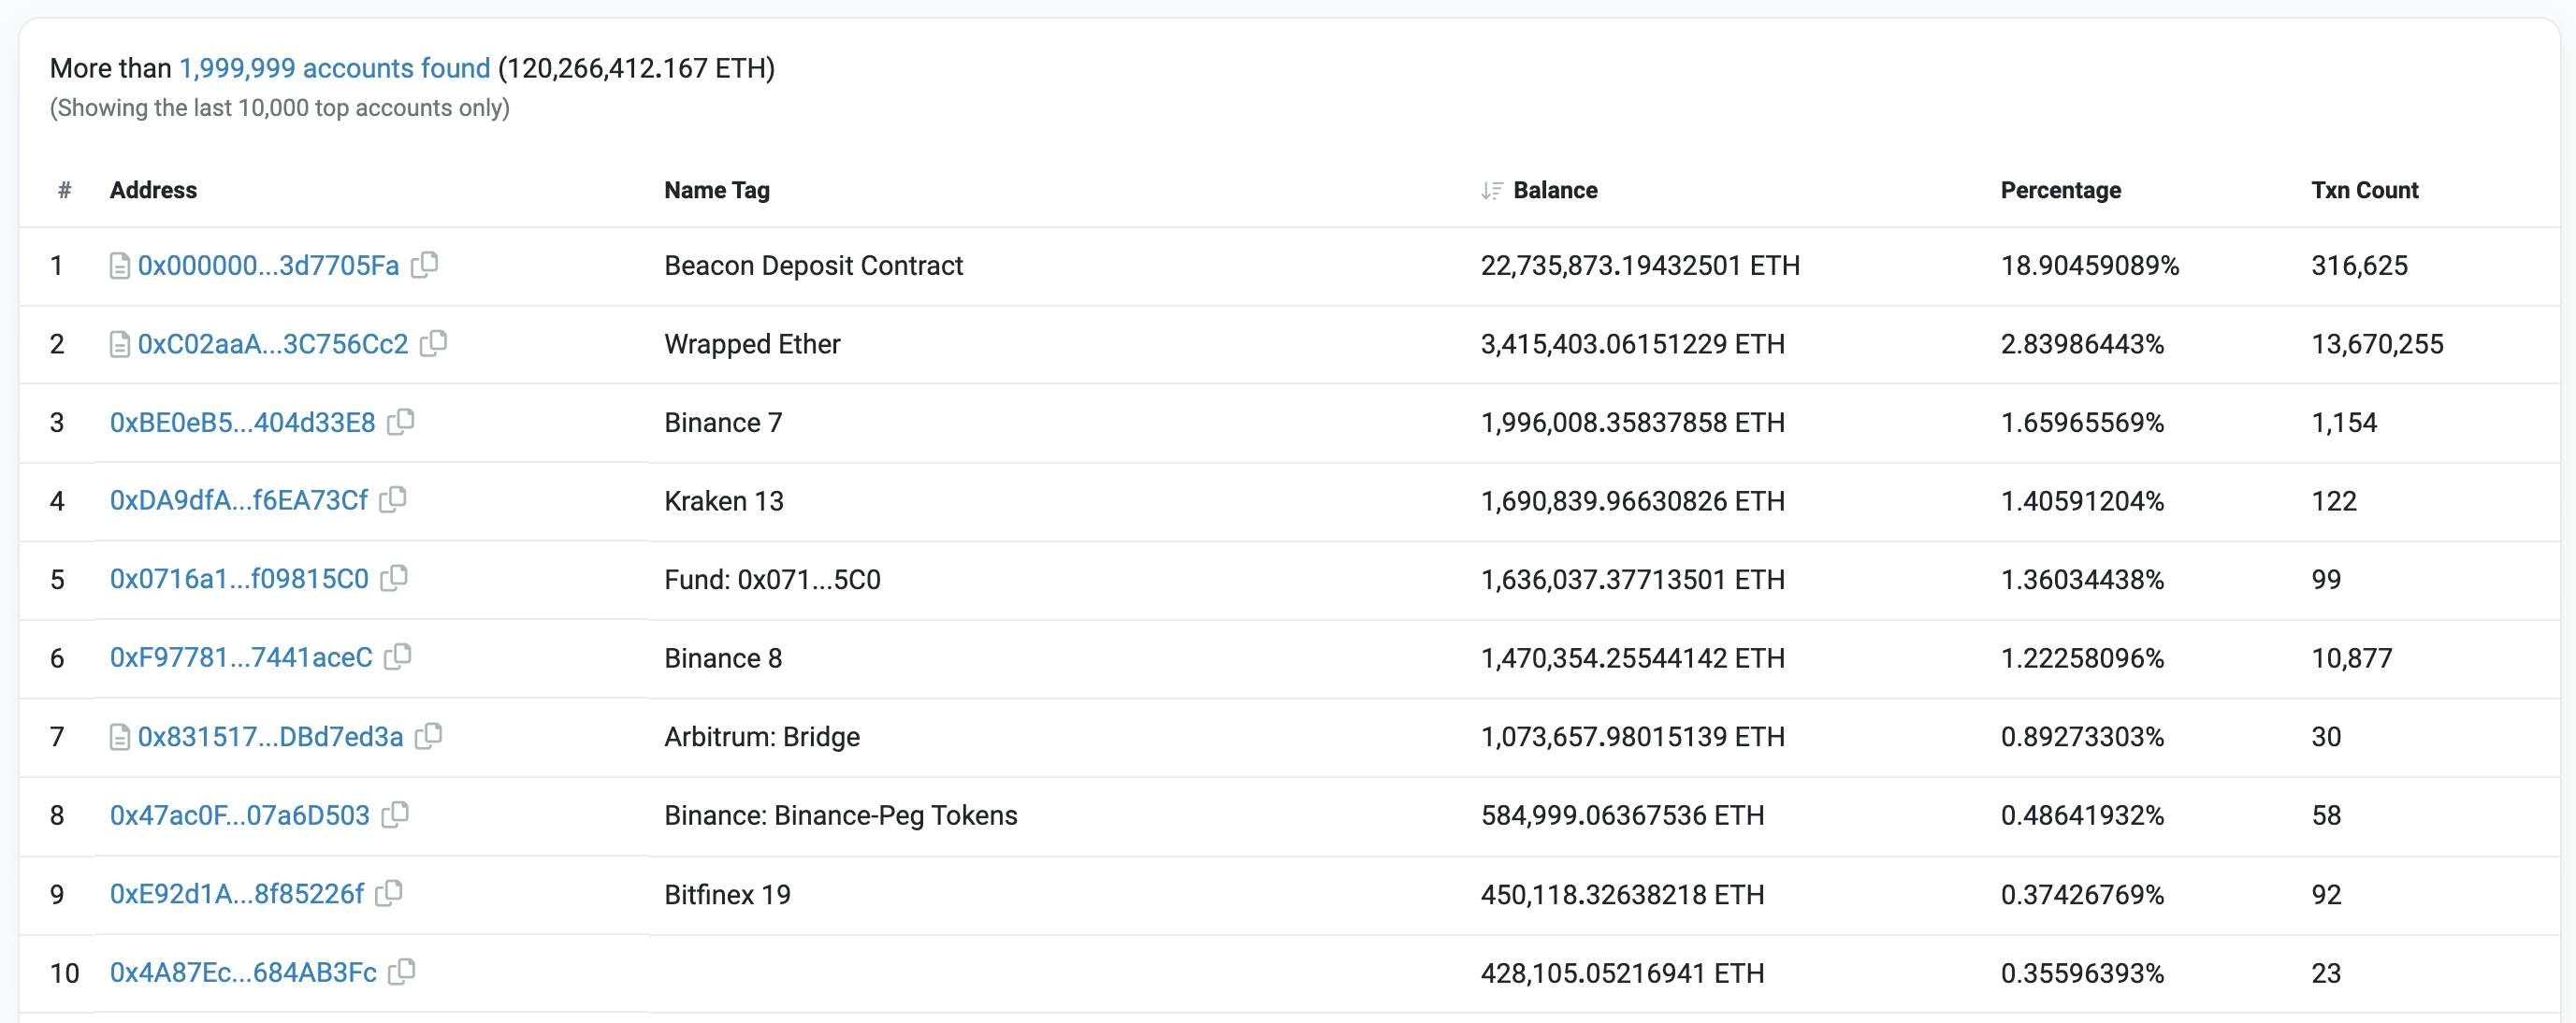 More than 1,999,999 accounts found (120,266,412.167 ETH)
(Showing the last 10,000 top accounts only)
# Address Name Tag Balance Percentage Txn Count
1 0x000000...3d7705Fa Beacon Deposit Contract 22,735,873.19432501 ETH 18.90459089% 316,625
2 0xC02aaA...3C756Cc2 Wrapped Ether 3,415,403.06151229 ETH 2.83986443% 13,670,255
3 0xBE0eB5...404d33E8 Binance 7 1,996,008.35837858 ETH 1.65965569% 1,154
4 0xDA9dfA...f6EA73Cf Kraken 13 1,690,839.96630826 ETH 1.40591204% 122
5 0x0716a1...f09815C0 Fund: 0x071...5C0 1,636,037.37713501 ETH 1.36034438% 99
6 0xF97781...7441aceC Binance 8 1,470,354.25544142 ETH 1.22258096% 10,877
7 0x831517...DBd7ed3a Arbitrum: Bridge 1,073,657.98015139 ETH 0.89273303% 30
8 0x47ac0F...07a6D503 Binance: Binance-Peg Tokens 584,999.06367536 ETH 0.48641932% 58
9 0xE92d1A...8f85226f Bitfinex 19 450,118.32638218 ETH 0.37426769% 92
10 0x4A87Ec...684AB3Fc 428,105.05216941 ETH 0.35596393% 23